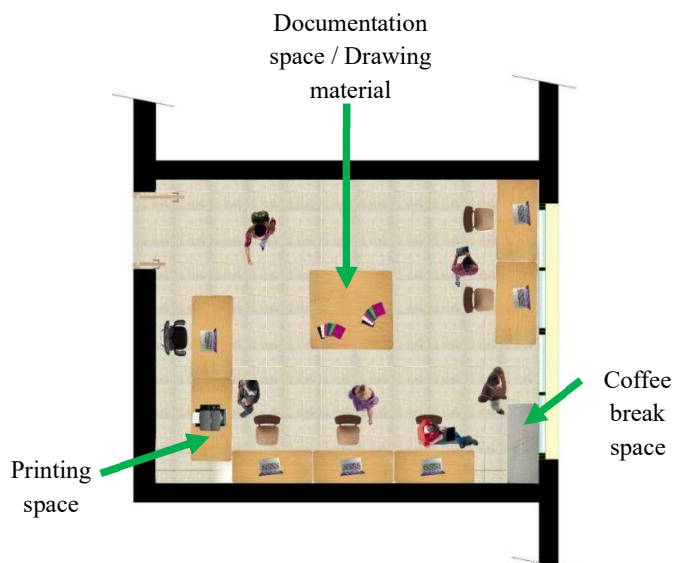 Documentation
space / Drawing
material
Coffee
break
space
Printing
space